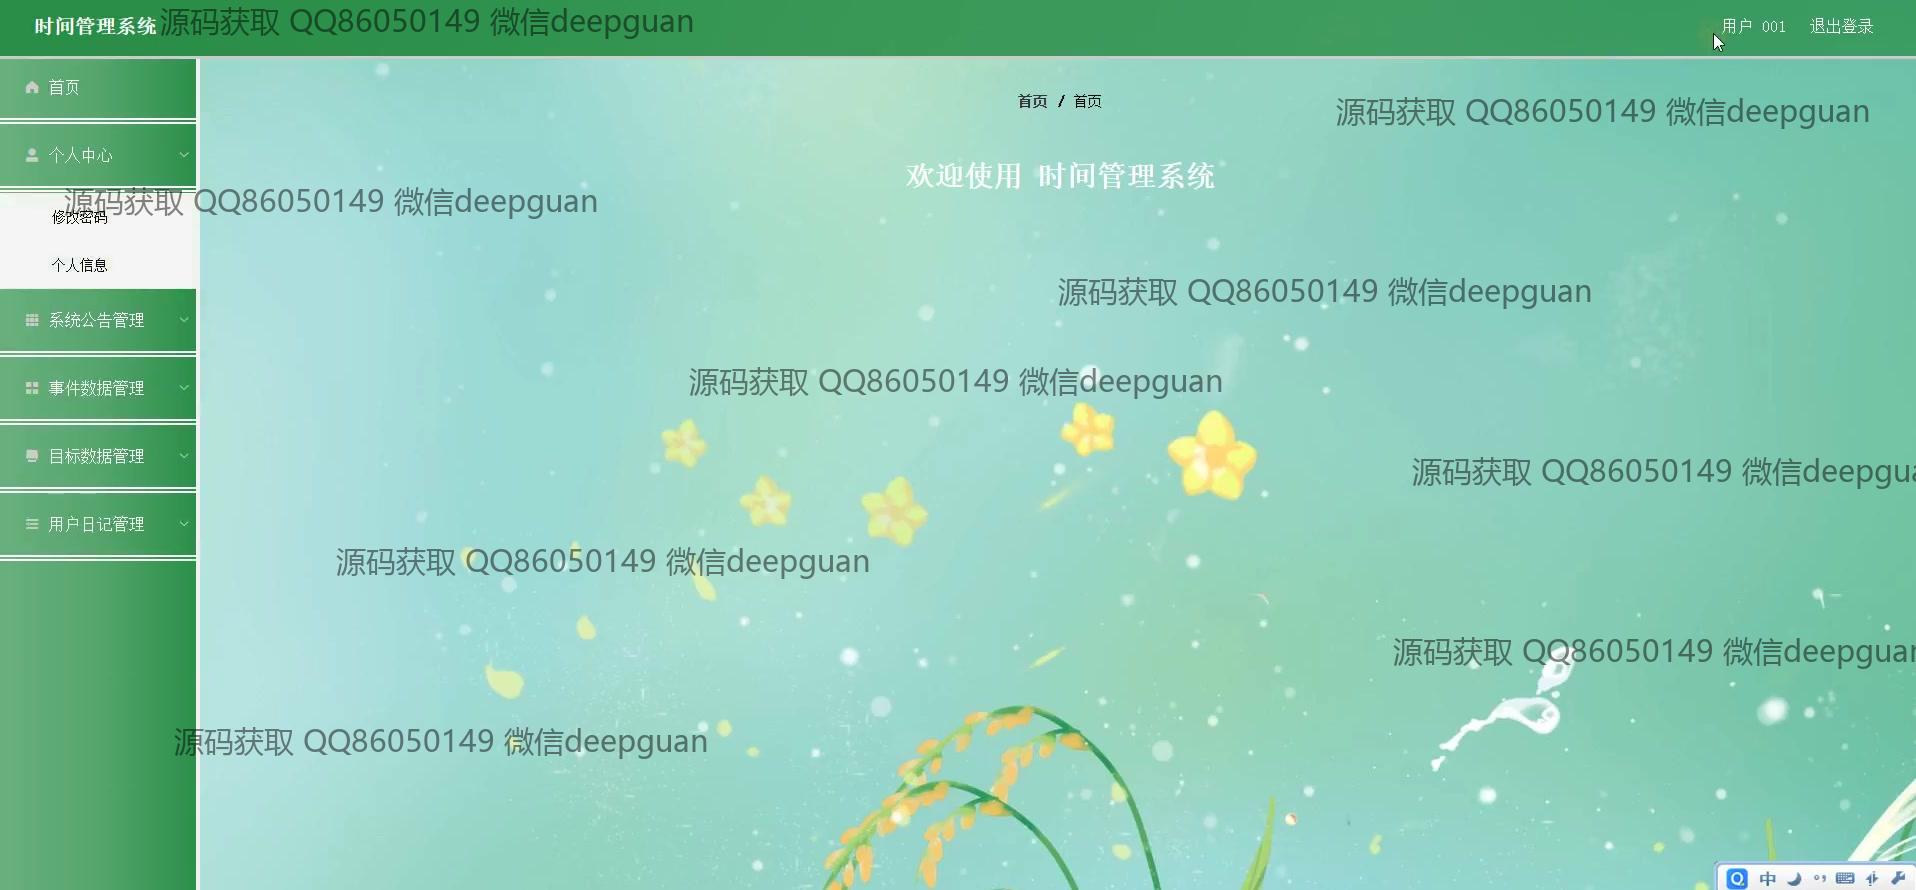 时间管理系统
源码获取 QQ86050149 微信deepguan
用户 001
退出登录
首页
首页 / 首页
源码获取 QQ86050149 微信deepguan
个人中心
欢迎使用 时间管理系统
源码获取 QQ86050149 微信deepguan
修改密码
个人信息
源码获取 QQ86050149 微信deepguan
系统公告管理
源码获取 QQ86050149 微信deepguan
事件数据管理
目标数据管理
源码获取 QQ86050149 微信deepgua
用户日记管理
源码获取 QQ86050149 微信deepguan
源码获取 QQ86050149 微信deepguan
源码获取 QQ86050149 微信deepguan
中